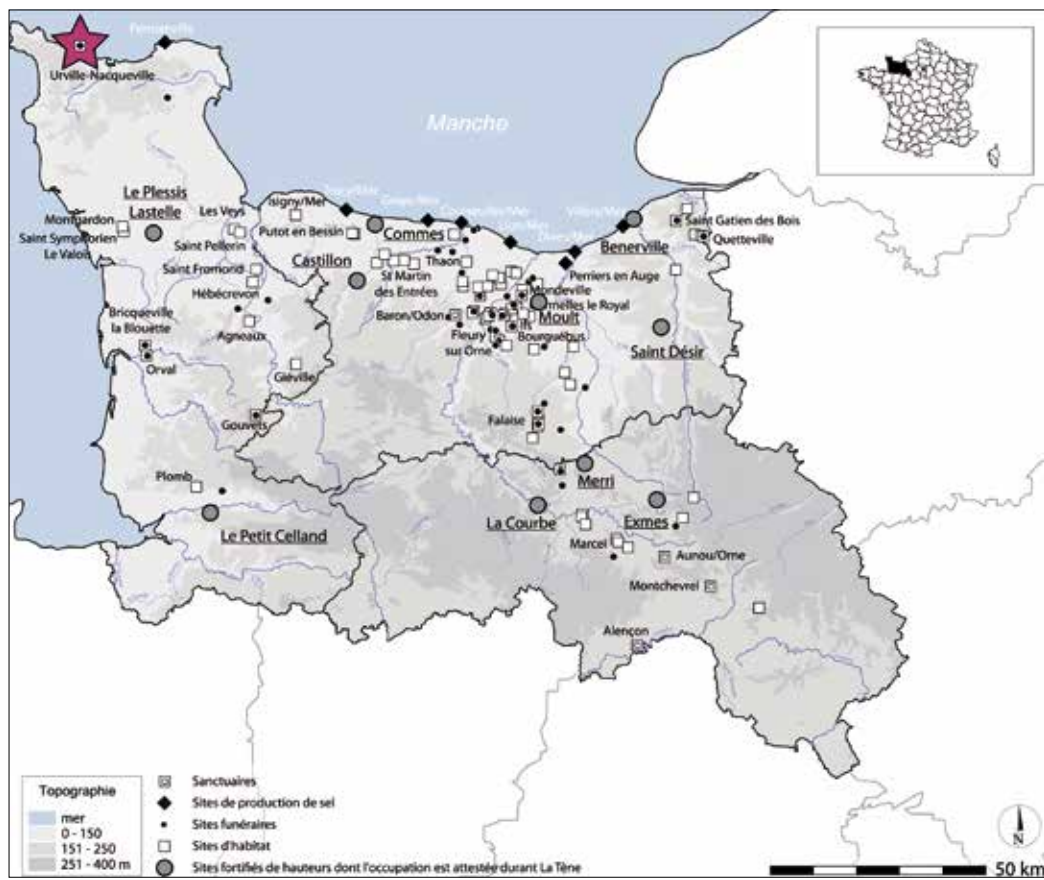 Urville-Nacqueville
Manche
Le Plessis
Lastelle
Les Veys
Isigny/Mer
Montgardon
Saint Symphorien
Le Valois
Saint Pellerin
Putot en Bessin
Commes
Saint Gatien des Bois
Quetteville
Benerville
Castillon
Saint Fromond
St Martin
des Entrées
Thaon
Perriers en Auge
Mondeville
Hébécrevon
Baron/Odon
Moult
Bricqueville
la Blouette
Agneaux
Fleury
sur Orne
Ifs
Bourguébus
Saint Désir
Orval
Gléville
Gouvets
Falaise
Plomb
Merri
Le Petit Celland
La Courbe
Exmes
Marcel
Aunou/Orne
Montchevrel
Alençon
Topographie
mer
0 - 150
151 - 250
251 - 400 m
Sanctuaires
Sites de production de sel
Sites funéraires
Sites d'habitat
Sites fortifiés de hauteurs dont l'occupation est attestée durant La Tène
N
50 km